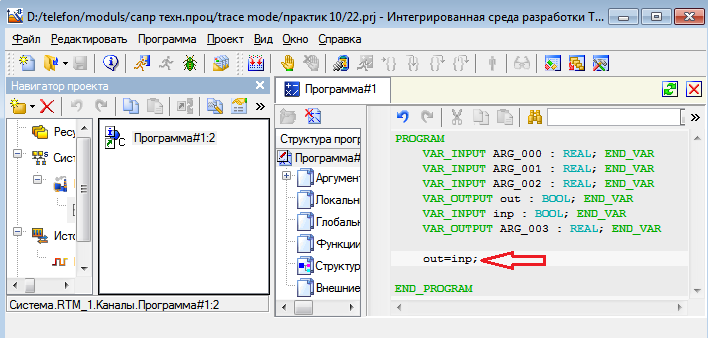 D:/telefon/moduls/сапр техн.проц/trace mode/практик 10/22.prj - Интегрированная среда разработки Т...
Файл Редактировать Программа Проект Вид Окно Справка
Навигатор проекта
Ресу
Систе
Исто
Программа#1:2
Система.RTM_1.Каналы.Программа#1:2
Программа#1
Структура прог
Программа#
Аргумент
Локальн
Глобальн
Функции
Структур
Внешние
PROGRAM
VAR_INPUT ARG_000 : REAL; END_VAR
VAR_INPUT ARG_001 : REAL; END_VAR
VAR_INPUT ARG_002 : REAL; END_VAR
VAR_OUTPUT out : BOOL; END_VAR
VAR_INPUT inp : BOOL; END_VAR
VAR_OUTPUT ARG_003 : REAL; END_VAR
out=inp;
END_PROGRAM